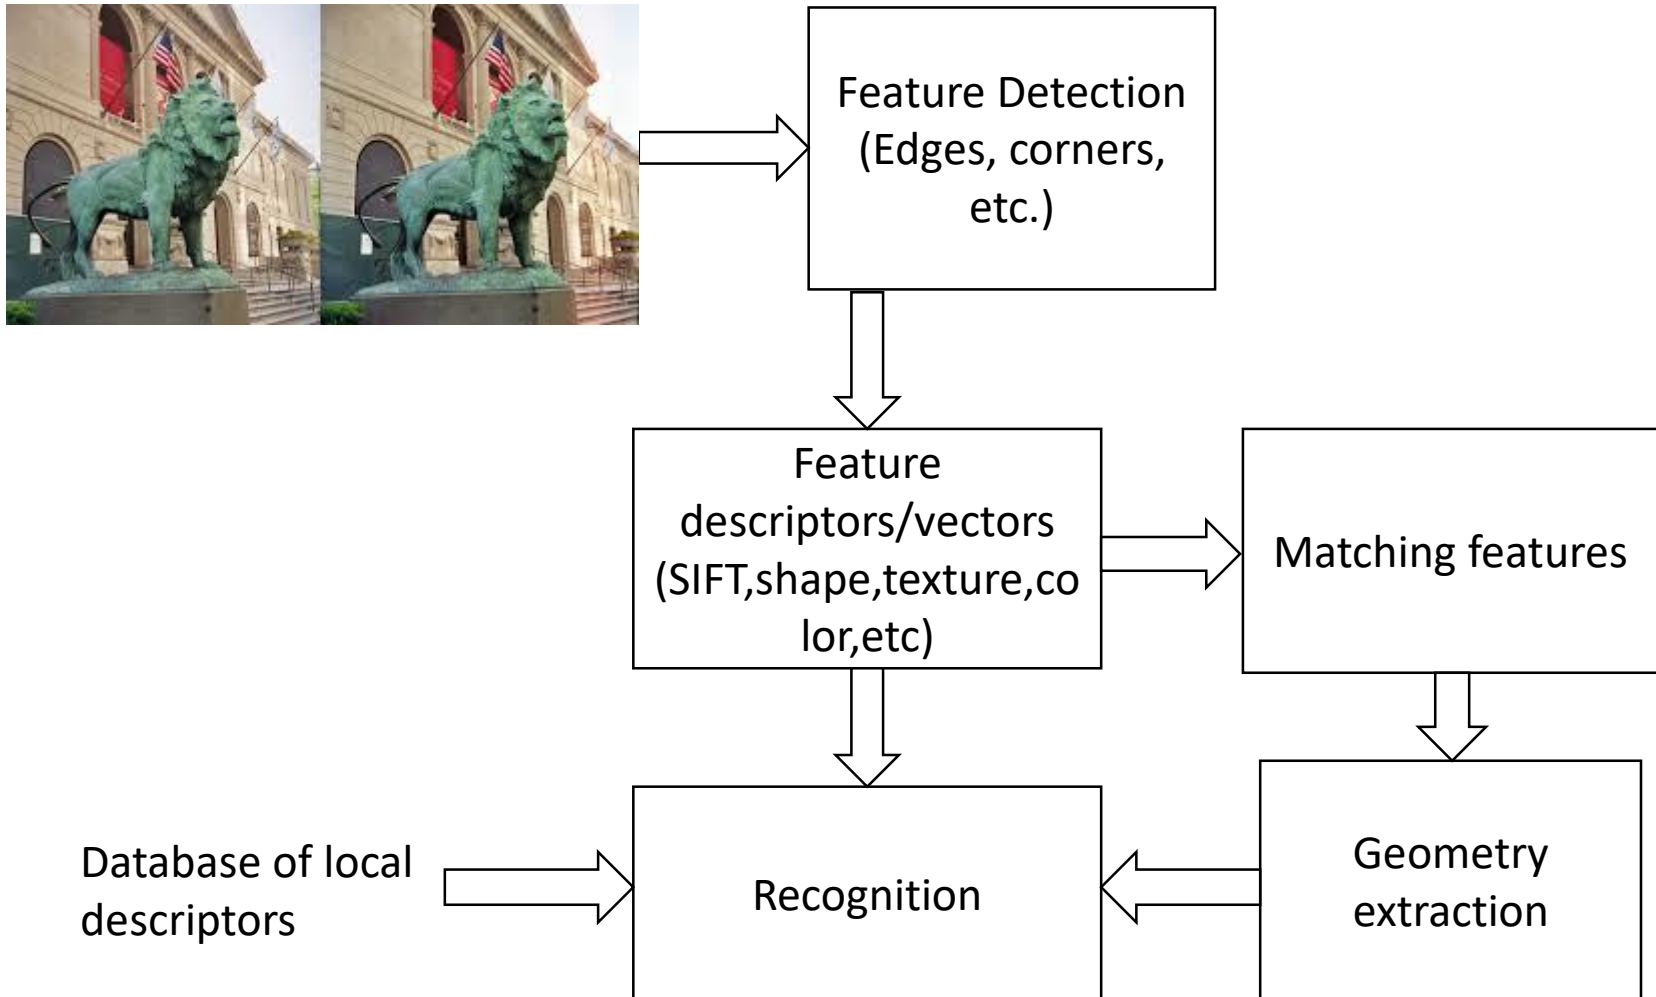 Feature Detection
(Edges, corners,
etc.)
Feature
descriptors/vectors
(SIFT,shape,texture,co
lor,etc)
Matching features
Database of local
descriptors
Recognition
Geometry
extraction